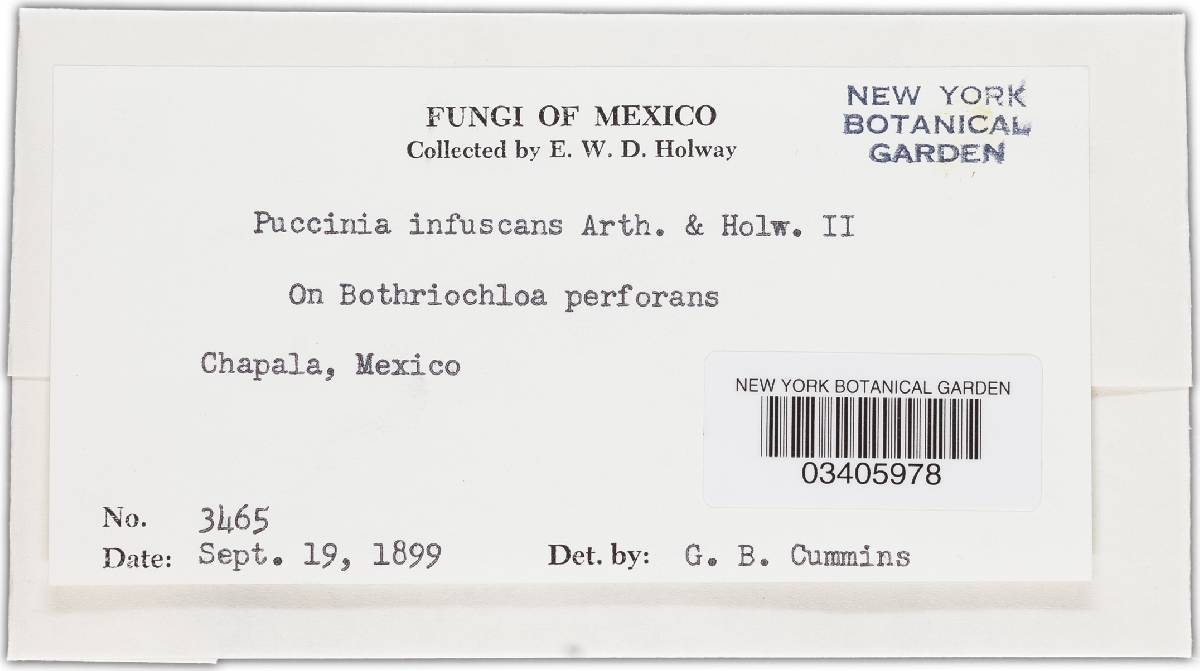 FUNGI OF MEXICO
Collected by E. W. D. Holway
NEW YORK
BOTANICAL
GARDEN
Puccinia infuscans Arth. & Holw. II
On Bothriochloa perforans
Chapala, Mexico
NEW YORK BOTANICAL GARDEN
03405978
No. 3465
Date: Sept. 19, 1899
Det. by: G. B. Cummins